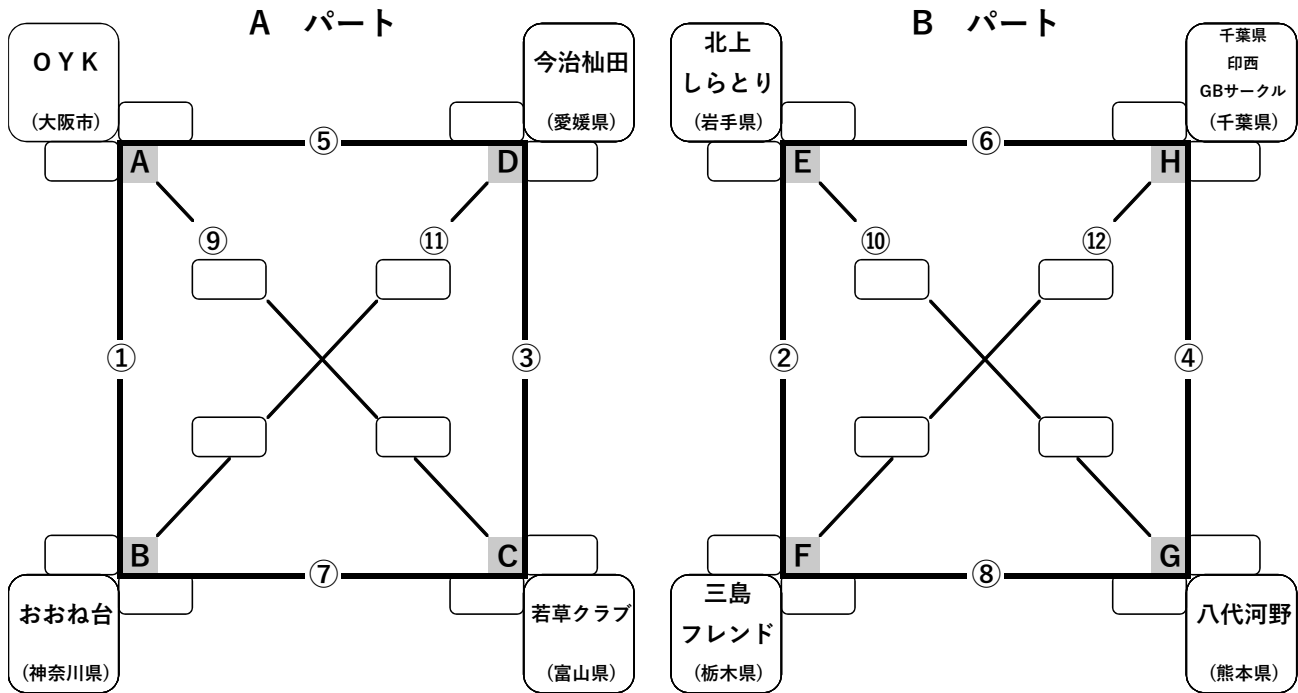 A パート
OYK
(大阪市)
今治杣田
(愛媛県)
⑤
A
D
⑨
⑪
①
③
B
C
⑦
おおね台
(神奈川県)
若草クラブ
(富山県)
B パート
北上
しらとり
(岩手県)
千葉県
印西
GBサークル
(千葉県)
⑥
E
H
⑩
⑫
②
④
F
G
⑧
三島
フレンド
(栃木県)
八代河野
(熊本県)